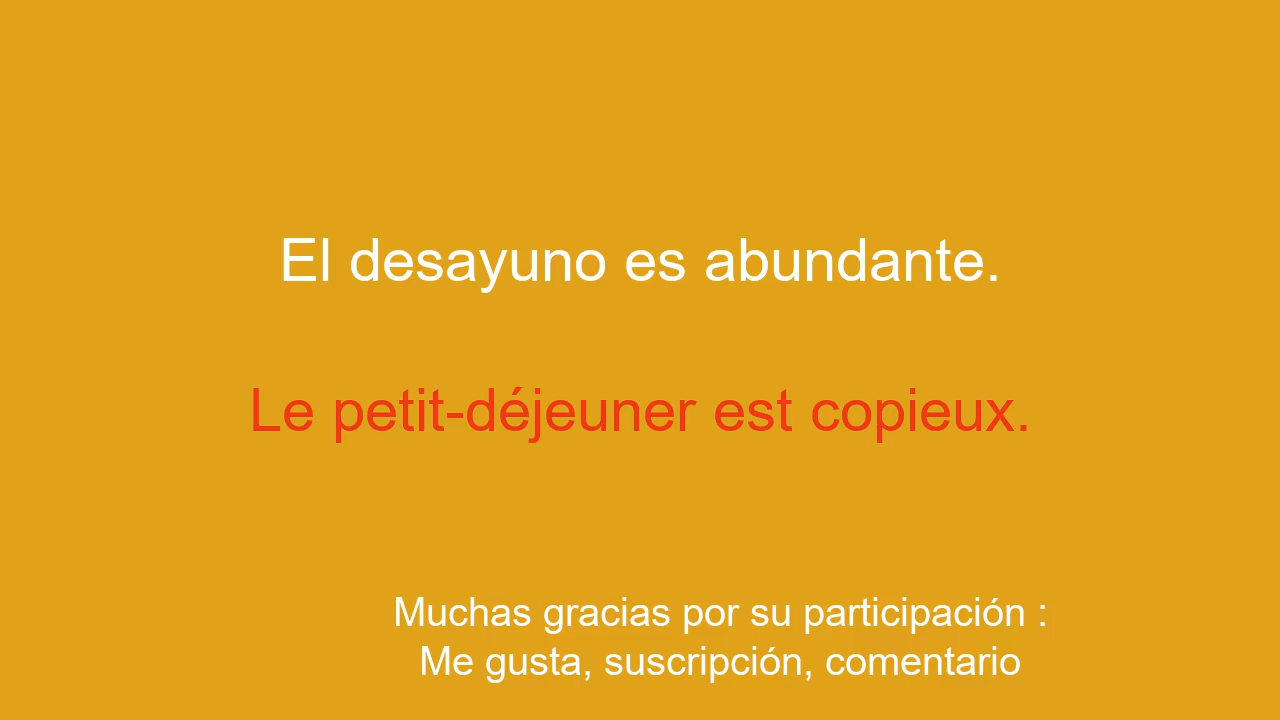 El desayuno es abundante.
Le petit-déjeuner est copieux.
Muchas gracias por su participación :
Me gusta, suscripción, comentario